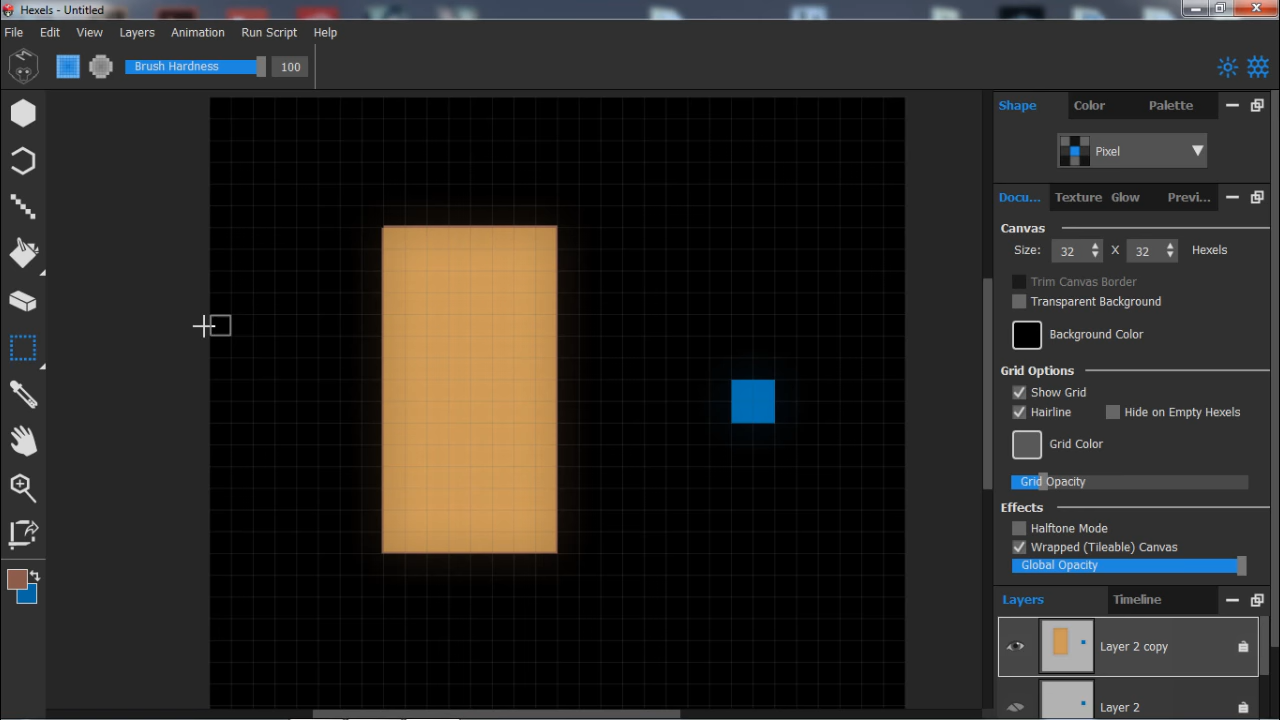 Hexels - Untitled
File Edit View Layers Animation Run Script Help
Brush Hardness 100
Shape Color Palette
Pixel
Docu... Texture Glow Previ...
Canvas
Size: 32 X 32 Hexels
Trim Canvas Border
Transparent Background
Background Color
Grid Options
Show Grid
Hairline Hide on Empty Hexels
Grid Color
Grid Opacity
Effects
Halftone Mode
Wrapped (Tileable) Canvas
Global Opacity
Layers Timeline
Layer 2 copy
Layer 2